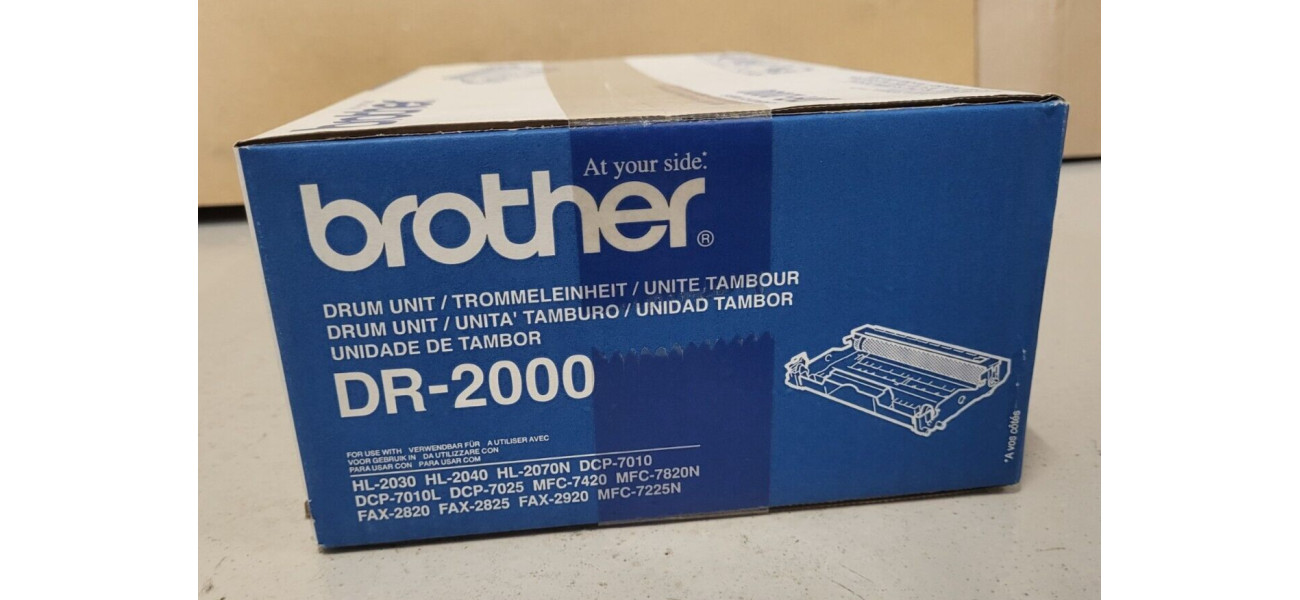 At your side.*
brother®
DRUM UNIT / TROMMELEINHEIT / UNITE TAMBOUR
DRUM UNIT / UNITA' TAMBURO / UNIDAD TAMBOR
UNIDADE DE TAMBOR
DR-2000
FOR USE WITH VERWENDBAR FÜR A UTILISER AVEC
VOOR GEBRUIK IN DA UTILIZZARE CON
PARA USAR CON PARA USAR COM
HL-2030 HL-2040 HL-2070N DCP-7010
DCP-7010L DCP-7025 MFC-7420 MFC-7820N
FAX-2820 FAX-2825 FAX-2920 MFC-7225N
*A vos côtés